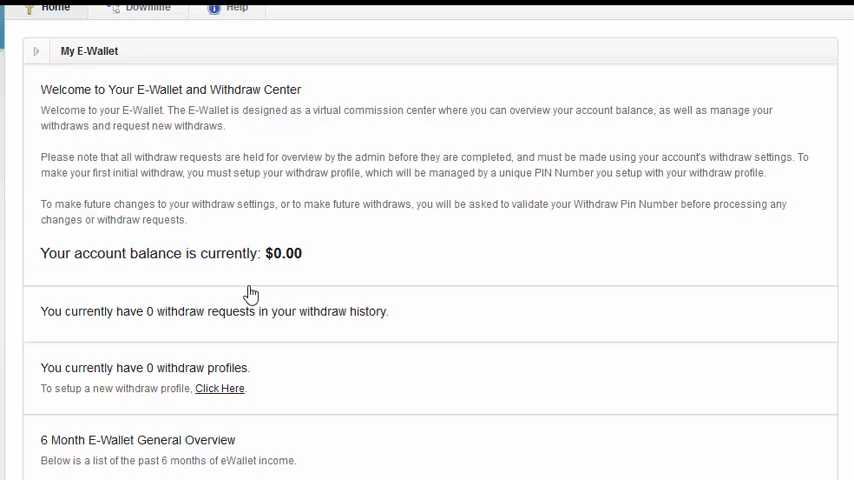 Home Downline Help
My E-Wallet
Welcome to Your E-Wallet and Withdraw Center
Welcome to your E-Wallet. The E-Wallet is designed as a virtual commission center where you can overview your account balance, as well as manage your
withdraws and request new withdraws.
Please note that all withdraw requests are held for overview by the admin before they are completed, and must be made using your account's withdraw settings. To
make your first initial withdraw, you must setup your withdraw profile, which will be managed by a unique PIN Number you setup with your withdraw profile.
To make future changes to your withdraw settings, or to make future withdraws, you will be asked to validate your Withdraw Pin Number before processing any
changes or withdraw requests.
Your account balance is currently: $0.00
You currently have 0 withdraw requests in your withdraw history.
You currently have 0 withdraw profiles.
To setup a new withdraw profile, Click Here.
6 Month E-Wallet General Overview
Below is a list of the past 6 months of eWallet income.